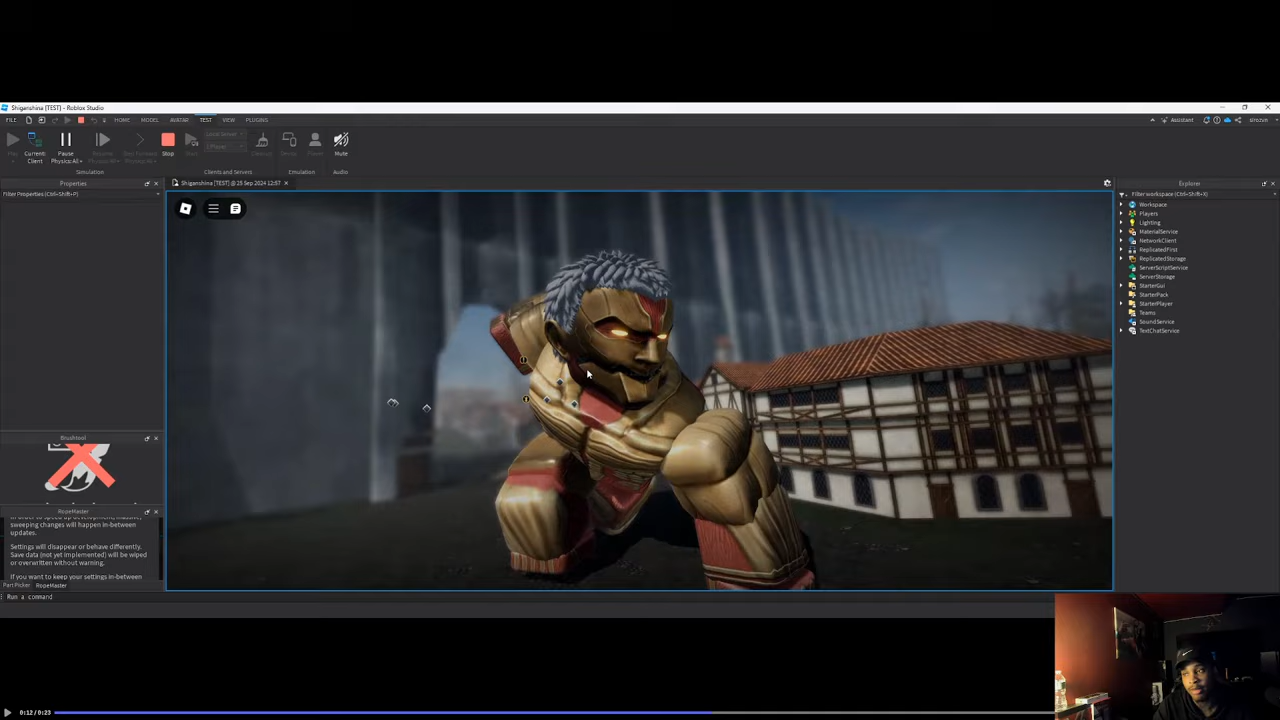 Shiganshina [TEST] - Roblox Studio
FILE
HOME
MODEL
AVATAR
TEST
VIEW
PLUGINS
Assistant
Play
Current:
Client
Pause
Physics: All
Stop
Local Server
Mute
Simulation
Clients and Servers
Emulation
Audio
Properties
Shiganshina [TEST] @ 25 Sep 2024 12:57
Explorer
Filter Properties (Ctrl+Shift+P)
Filter workspace (Ctrl+Shift+X)
Workspace
Players
Lighting
MaterialService
NetworkClient
ReplicatedFirst
ReplicatedStorage
ServerScriptService
ServerStorage
StarterGui
StarterPack
StarterPlayer
Teams
SoundService
TextChatService
Brushtool
RopeMaster
sweeping changes will happen in-between
updates.
Settings will disappear or behave differently.
Save data (not yet implemented) will be wiped
or overwritten without warning.
If you want to keep your settings in-between
Part Picker
RopeMaster
Run a command
0:12 / 0:23